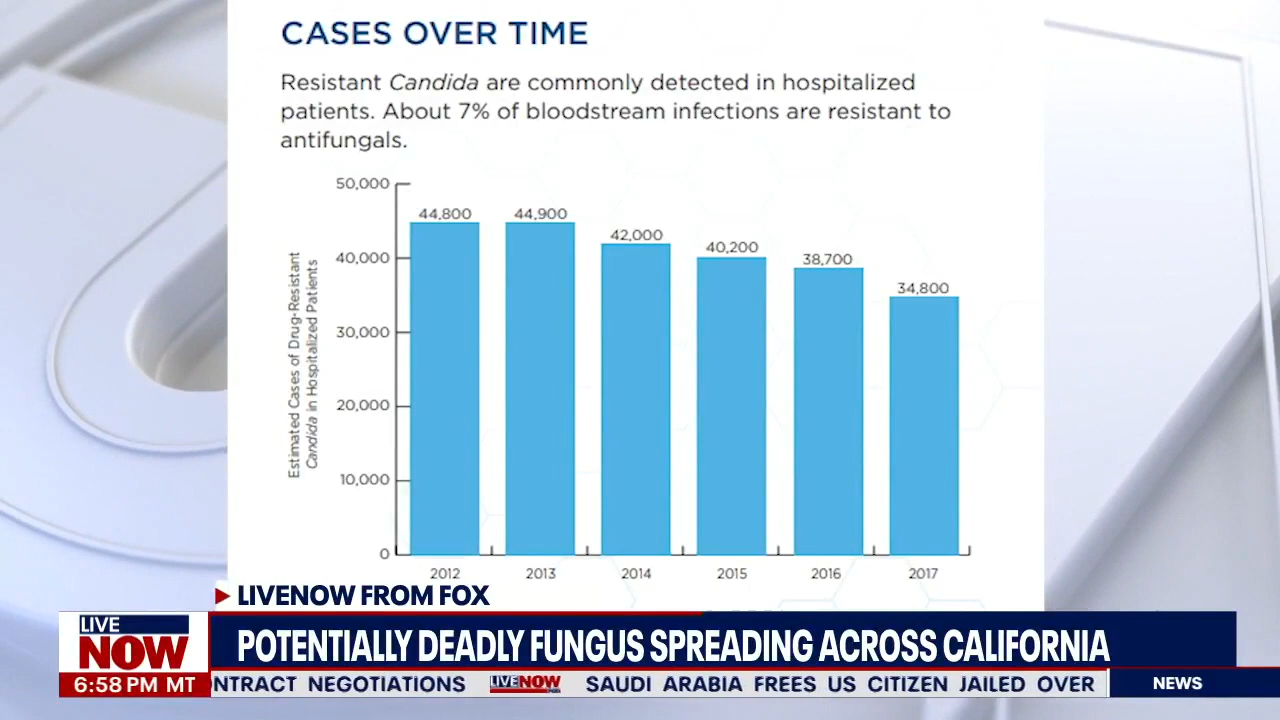 CASES OVER TIME
Resistant Candida are commonly detected in hospitalized
patients. About 7% of bloodstream infections are resistant to
antifungals.
Estimated Cases of Drug-Resistant
Candida in Hospitalized Patients
50,000
40,000
30,000
20,000
10,000
0
44,800
44,900
42,000
40,200
38,700
34,800
2012 2013 2014 2015 2016 2017
LIVENOW FROM FOX
LIVE
NOW
POTENTIALLY DEADLY FUNGUS SPREADING ACROSS CALIFORNIA
6:58 PM MT
NTRACT NEGOTIATIONS LIVENOW SAUDI ARABIA FREES US CITIZEN JAILED OVER
NEWS